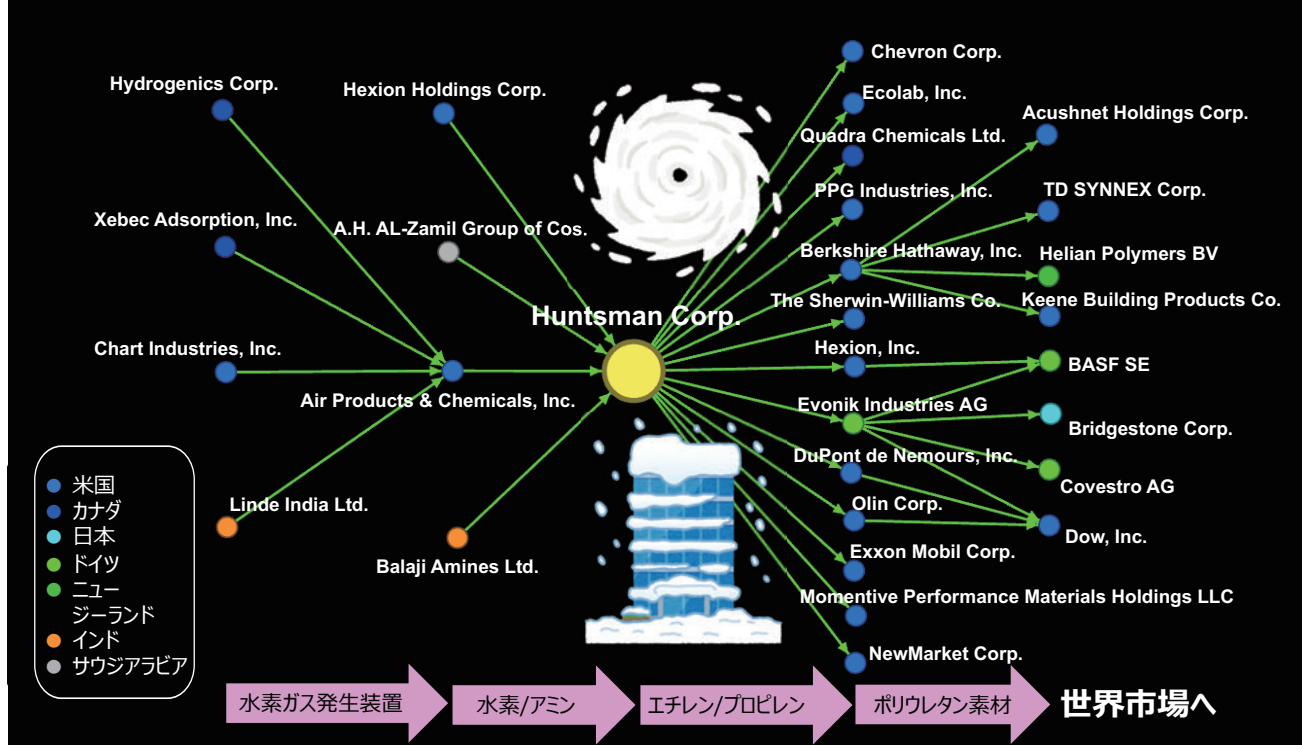 Chevron Corp.
Hydrogenics Corp.
Hexion Holdings Corp.
Ecolab, Inc.
Acushnet Holdings Corp.
Quadra Chemicals Ltd.
PPG Industries, Inc.
TD SYNNEX Corp.
Xebec Adsorption, Inc.
A.H. AL-Zamil Group of Cos.
Berkshire Hathaway, Inc.
Helian Polymers BV
The Sherwin-Williams Co.
Keene Building Products Co.
Huntsman Corp.
Chart Industries, Inc.
Hexion, Inc.
BASF SE
Air Products & Chemicals, Inc.
Evonik Industries AG
Bridgestone Corp.
DuPont de Nemours, Inc.
Covestro AG
Linde India Ltd.
Olin Corp.
Dow, Inc.
Balaji Amines Ltd.
Exxon Mobil Corp.
Momentive Performance Materials Holdings LLC
NewMarket Corp.
米国
カナダ
日本
ドイツ
ニュー
ジーランド
インド
サウジアラビア
水素ガス発生装置
水素/アミン
エチレン/プロピレン
ポリウレタン素材
世界市場へ